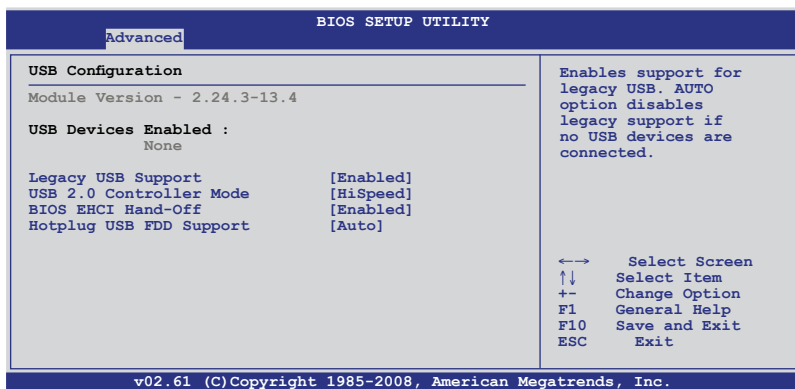 BIOS SETUP UTILITY
Advanced
USB Configuration
Module Version - 2.24.3-13.4
USB Devices Enabled :
None
Legacy USB Support [Enabled]
USB 2.0 Controller Mode [HiSpeed]
BIOS EHCI Hand-Off [Enabled]
Hotplug USB FDD Support [Auto]
Enables support for
legacy USB. AUTO
option disables
legacy support if
no USB devices are
connected.
←→ Select Screen
↑↓ Select Item
+- Change Option
F1 General Help
F10 Save and Exit
ESC Exit
v02.61 (C)Copyright 1985-2008, American Megatrends, Inc.